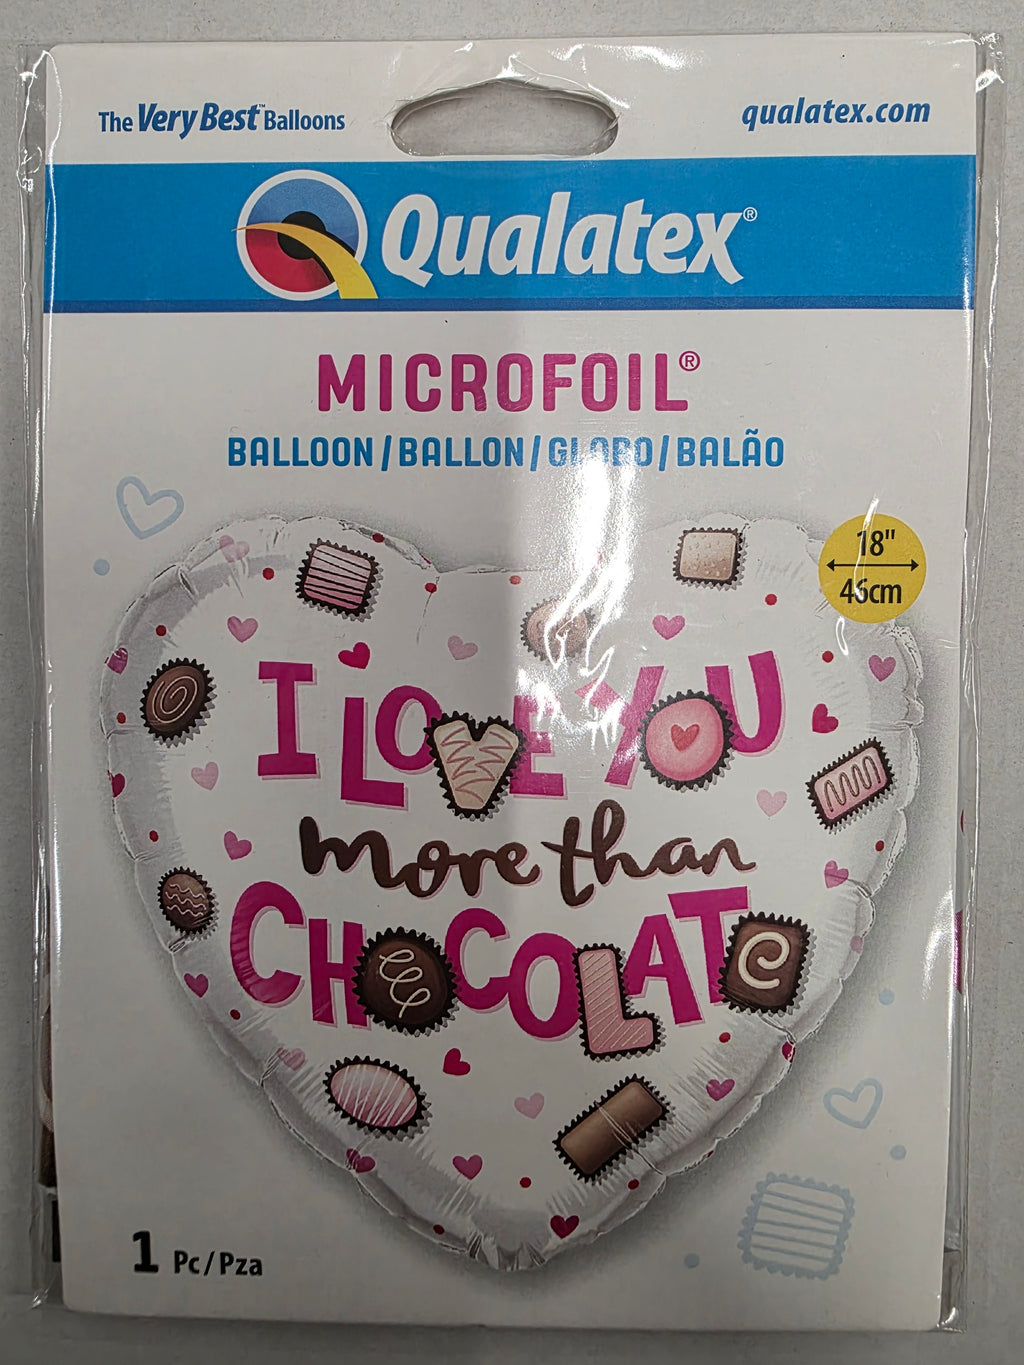 The Very Best™ Balloons
qualatex.com
Qualatex®
MICROFOIL®
BALLOON/BALLON/GLOBO/BALÃO
18"
46cm
I LOVE YOU
more than
CHOCOLATE
1 Pc/Pza